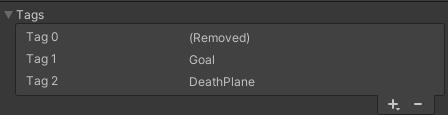 Tags
Tag 0 (Removed)
Tag 1 Goal
Tag 2 DeathPlane